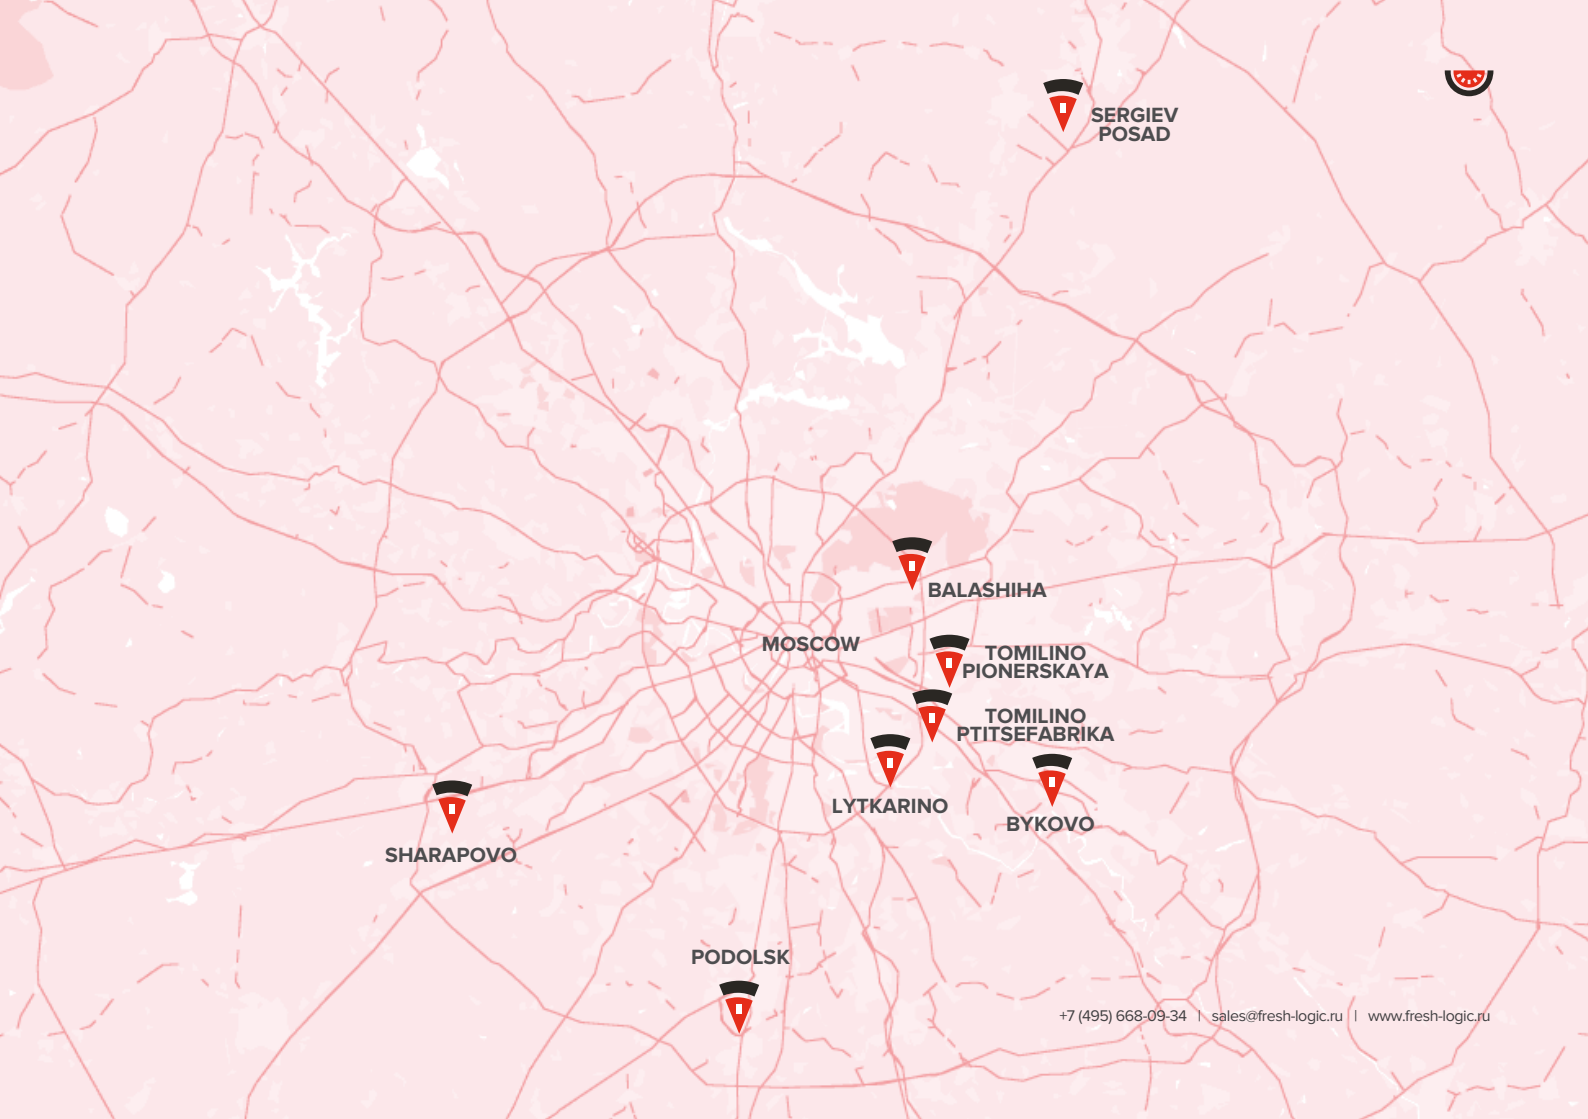 SERGIEV
POSAD
BALASHIHA
MOSCOW
TOMILINO
PIONERSKAYA
TOMILINO
PTITSEFABRIKA
LYTKARINO
BYKOVO
SHARAPOVO
PODOLSK
+7 (495) 668-09-34 | sales@fresh-logic.ru | www.fresh-logic.ru